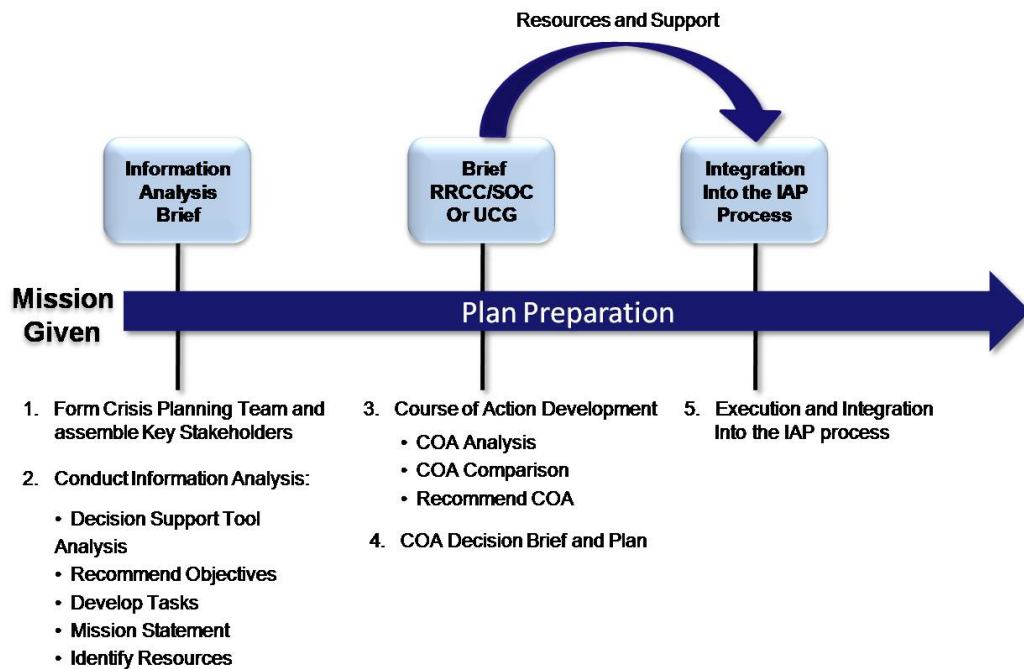 Resources and Support
Information
Analysis
Brief
Brief
RRCC/SOC
Or UCG
Integration
Into the IAP
Process
Mission
Given
Plan Preparation
1. Form Crisis Planning Team and
assemble Key Stakeholders
2. Conduct Information Analysis:
• Decision Support Tool
Analysis
• Recommend Objectives
• Develop Tasks
• Mission Statement
• Identify Resources
3. Course of Action Development
• COA Analysis
• COA Comparison
• Recommend COA
4. COA Decision Brief and Plan
5. Execution and Integration
Into the IAP process